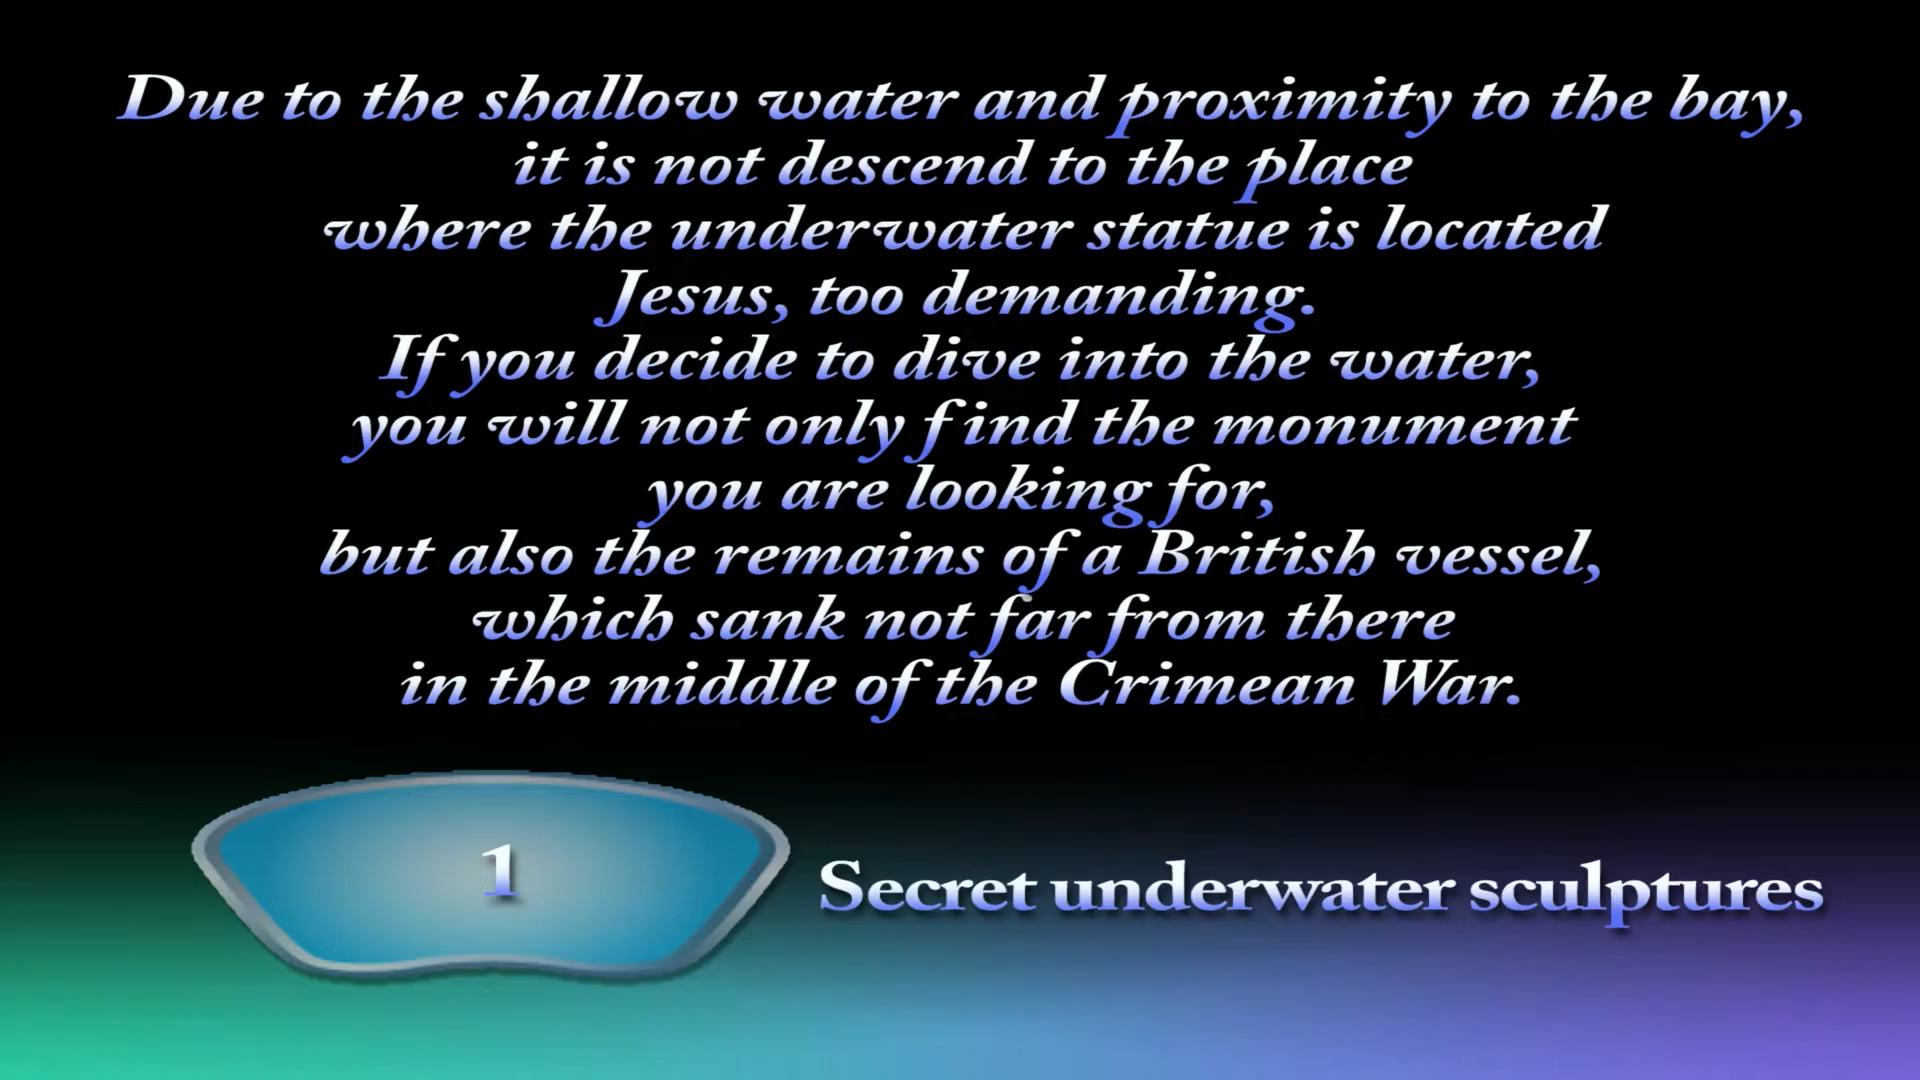 Due to the shallow water and proximity to the bay,
it is not descend to the place
where the underwater statue is located
Jesus, too demanding.
If you decide to dive into the water,
you will not only find the monument
you are looking for,
but also the remains of a British vessel,
which sank not far from there
in the middle of the Crimean War.
1
Secret underwater sculptures